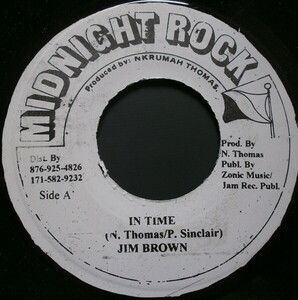 MIDNIGHT ROCK
Produced by: NKRUMAH THOMAS.
Dist. By
876-925-4826
171-582-9232
Side A
Prod. By
N. Thomas
Publ. By
Zonic Music/
Jam Rec. Publ.
IN TIME
(N. Thomas/P. Sinclair)
JIM BROWN